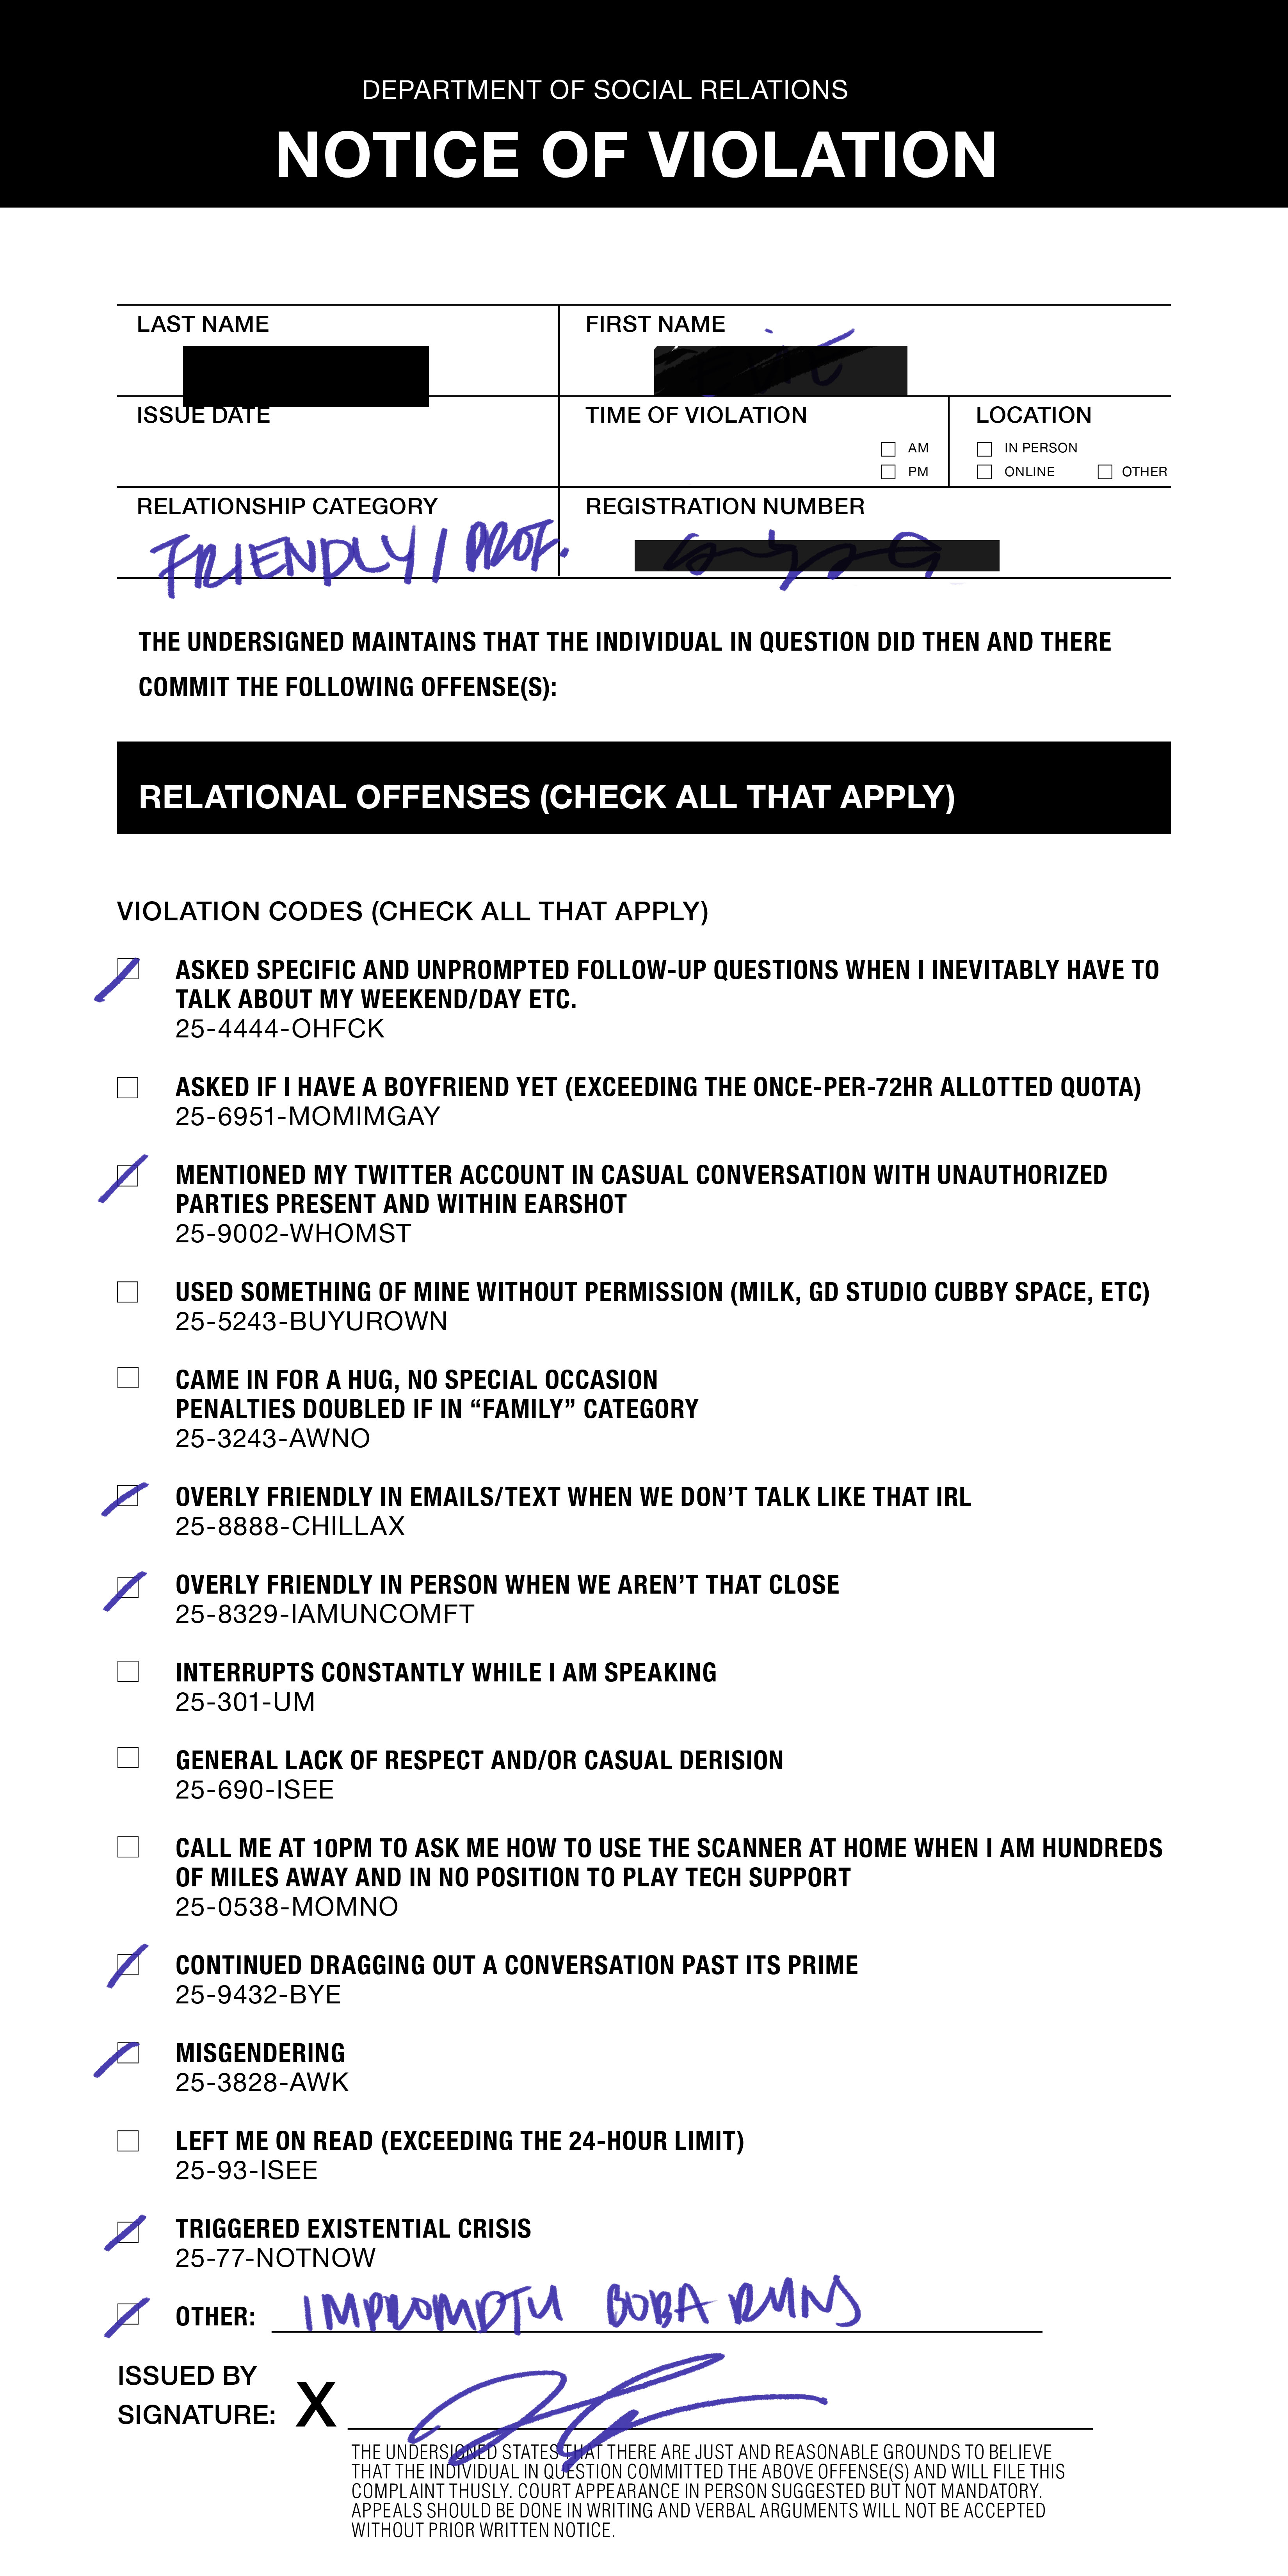 DEPARTMENT OF SOCIAL RELATIONS
NOTICE OF VIOLATION
LAST NAME
FIRST NAME
ISSUE DATE
TIME OF VIOLATION
AM
PM
LOCATION
IN PERSON
ONLINE
OTHER
RELATIONSHIP CATEGORY
FRIENDLY / PROF.
REGISTRATION NUMBER
THE UNDERSIGNED MAINTAINS THAT THE INDIVIDUAL IN QUESTION DID THEN AND THERE
COMMIT THE FOLLOWING OFFENSE(S):
RELATIONAL OFFENSES (CHECK ALL THAT APPLY)
VIOLATION CODES (CHECK ALL THAT APPLY)
ASKED SPECIFIC AND UNPROMPTED FOLLOW-UP QUESTIONS WHEN I INEVITABLY HAVE TO
TALK ABOUT MY WEEKEND/DAY ETC.
25-4444-OHFCK
ASKED IF I HAVE A BOYFRIEND YET (EXCEEDING THE ONCE-PER-72HR ALLOTTED QUOTA)
25-6951-MOMIMGAY
MENTIONED MY TWITTER ACCOUNT IN CASUAL CONVERSATION WITH UNAUTHORIZED
PARTIES PRESENT AND WITHIN EARSHOT
25-9002-WHOMST
USED SOMETHING OF MINE WITHOUT PERMISSION (MILK, GD STUDIO CUBBY SPACE, ETC)
25-5243-BUYUROWN
CAME IN FOR A HUG, NO SPECIAL OCCASION
PENALTIES DOUBLED IF IN “FAMILY” CATEGORY
25-3243-AWNO
OVERLY FRIENDLY IN EMAILS/TEXT WHEN WE DON’T TALK LIKE THAT IRL
25-8888-CHILLAX
OVERLY FRIENDLY IN PERSON WHEN WE AREN’T THAT CLOSE
25-8329-IAMUNCOMFT
INTERRUPTS CONSTANTLY WHILE I AM SPEAKING
25-301-UM
GENERAL LACK OF RESPECT AND/OR CASUAL DERISION
25-690-ISEE
CALL ME AT 10PM TO ASK ME HOW TO USE THE SCANNER AT HOME WHEN I AM HUNDREDS
OF MILES AWAY AND IN NO POSITION TO PLAY TECH SUPPORT
25-0538-MOMNO
CONTINUED DRAGGING OUT A CONVERSATION PAST ITS PRIME
25-9432-BYE
MISGENDERING
25-3828-AWK
LEFT ME ON READ (EXCEEDING THE 24-HOUR LIMIT)
25-93-ISEE
TRIGGERED EXISTENTIAL CRISIS
25-77-NOTNOW
OTHER: IMPROMPTU BOBA RUNS
ISSUED BY
SIGNATURE: X
THE UNDERSIGNED STATES THAT THERE ARE JUST AND REASONABLE GROUNDS TO BELIEVE
THAT THE INDIVIDUAL IN QUESTION COMMITTED THE ABOVE OFFENSE(S) AND WILL FILE THIS
COMPLAINT THUSLY. COURT APPEARANCE IN PERSON SUGGESTED BUT NOT MANDATORY.
APPEALS SHOULD BE DONE IN WRITING AND VERBAL ARGUMENTS WILL NOT BE ACCEPTED
WITHOUT PRIOR WRITTEN NOTICE.